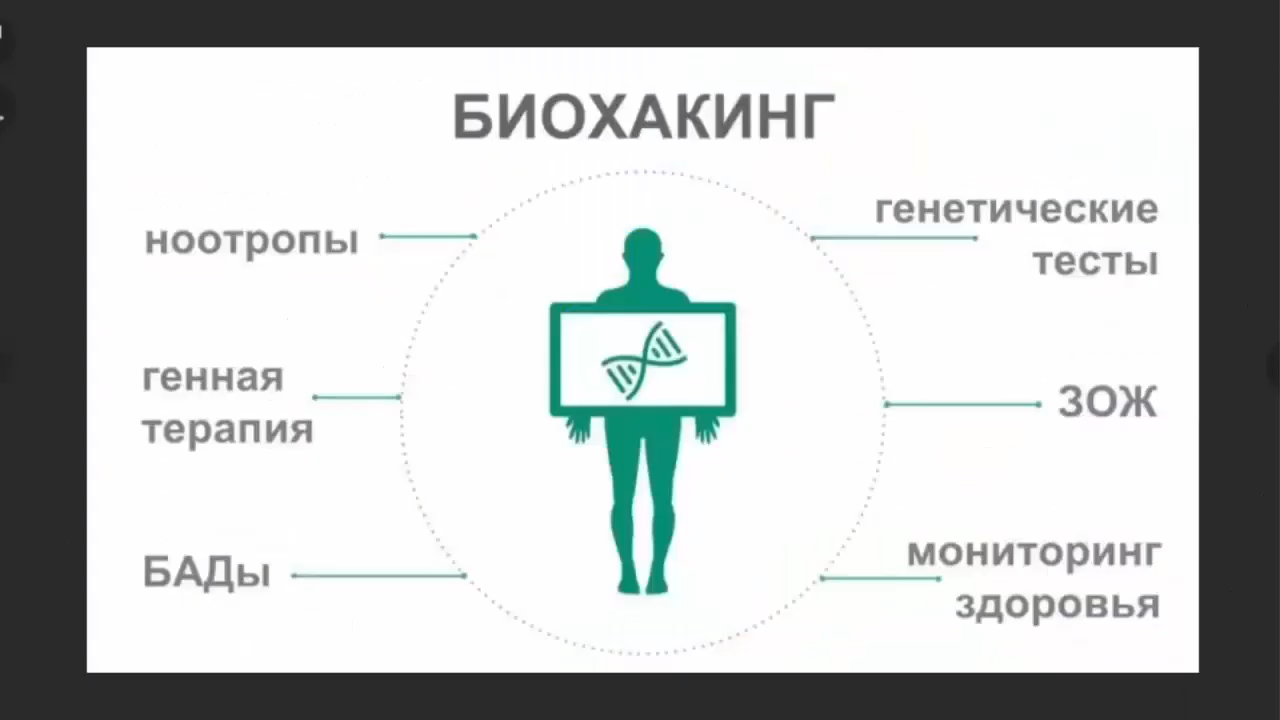 БИОХАКИНГ
ноотропы
генная
терапия
БАДы
генетические
тесты
ЗОЖ
мониторинг
здоровья